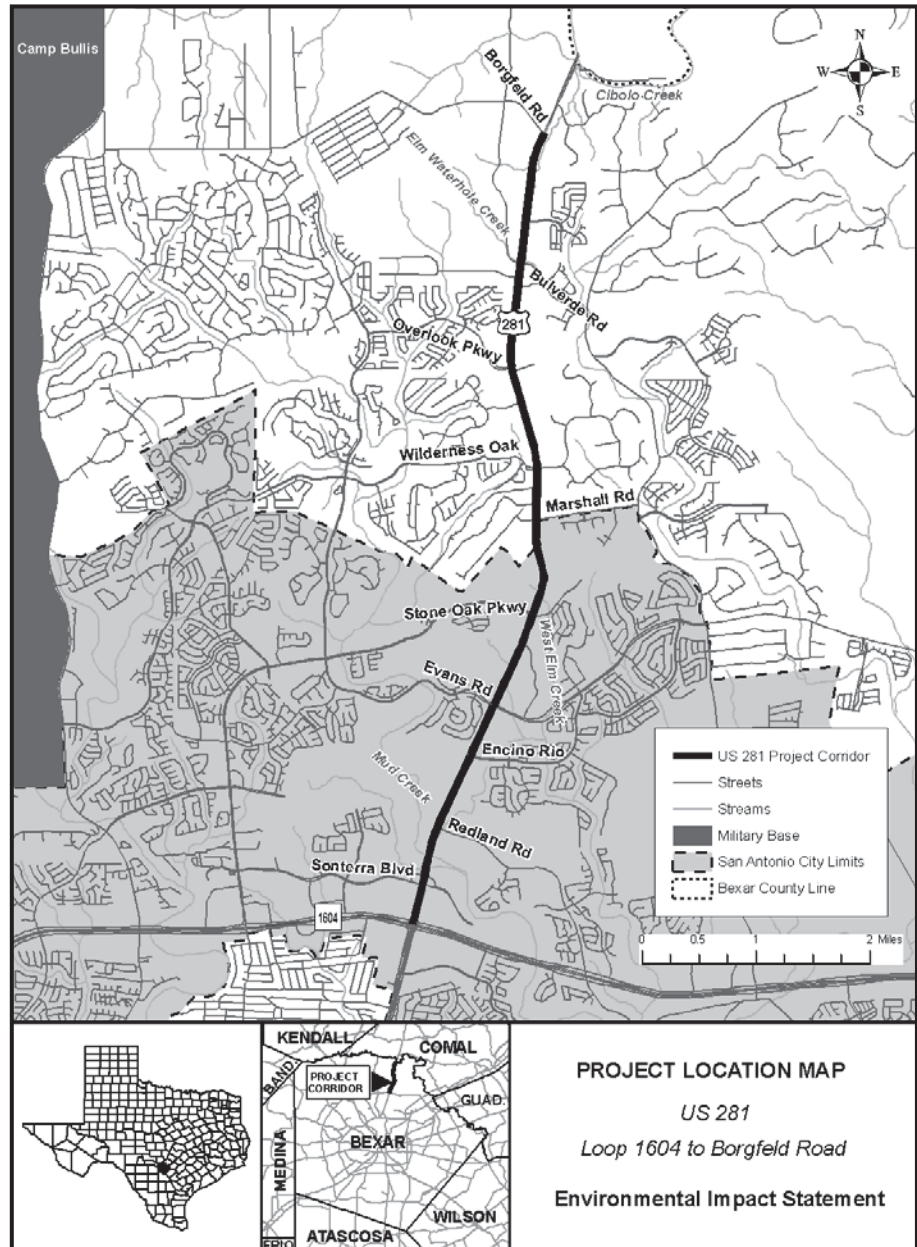 Camp Bullis
Borgfeld Rd
N
W
E
S
Cibolo Creek
Elm Waterhole Creek
Bulverde Rd
281
Overlook Pkwy
Wilderness Oak
Marshall Rd
Stone Oak Pkwy
West Elm Creek
Evans Rd
Encino Rio
Mud Creek
Redland Rd
Sonterra Blvd
1604
US 281 Project Corridor
Streets
Streams
Military Base
San Antonio City Limits
Bexar County Line
0 0.5 1 2 Miles
KENDALL
COMAL
BAND.
PROJECT
CORRIDOR
GUAD.
BEXAR
MEDINA
WILSON
ATASCOSA
FRIO
PROJECT LOCATION MAP
US 281
Loop 1604 to Borgfeld Road
Environmental Impact Statement